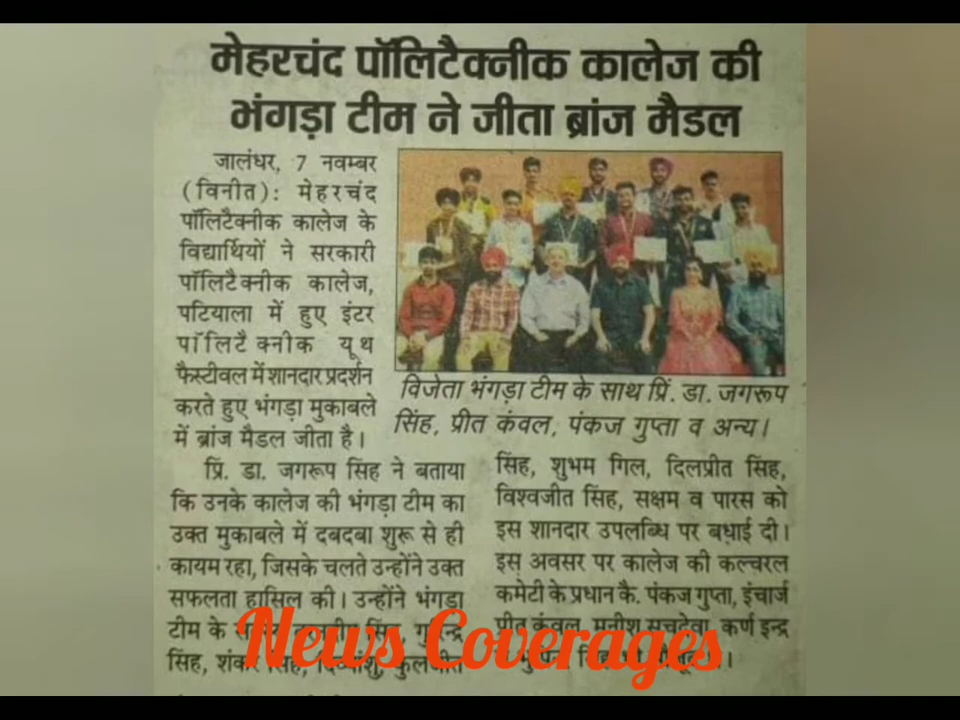 मेहरचंद पॉलिटैक्नीक कालेज की
भंगड़ा टीम ने जीता ब्रांज मैडल
जालंधर, 7 नवम्बर
(विनीत): मेहरचंद
पॉलिटैक्नीक कालेज के
विद्यार्थियों ने सरकारी
पॉलिटैक्नीक कालेज,
पटियाला में हुए इंटर
पॉलिटैक्नीक यूथ
फैस्टीवल में शानदार प्रदर्शन
करते हुए भंगड़ा मुकाबले
में ब्रांज मैडल जीता है।
विजेता भंगड़ा टीम के साथ प्रिं. डा. जगरूप
सिंह, प्रीत कंवल, पंकज गुप्ता व अन्य।
प्रिं. डा. जगरूप सिंह ने बताया
कि उनके कालेज की भंगड़ा टीम का
उक्त मुकाबले में दबदबा शुरू से ही
कायम रहा, जिसके चलते उन्होंने उक्त
सफलता हासिल की। उन्होंने भंगड़ा
टीम के
सिंह, शंकर सिंह, दिव्यांशु, कुलजीत
सिंह, शुभम गिल, दिलप्रीत सिंह,
विश्वजीत सिंह, सक्षम व पारस को
इस शानदार उपलब्धि पर बधाई दी।
इस अवसर पर कालेज की कल्चरल
कमेटी के प्रधान कै. पंकज गुप्ता, इंचार्ज
प्रीत कंवल, मनीश सचदेवा, कर्ण इन्द्र
News Coverages